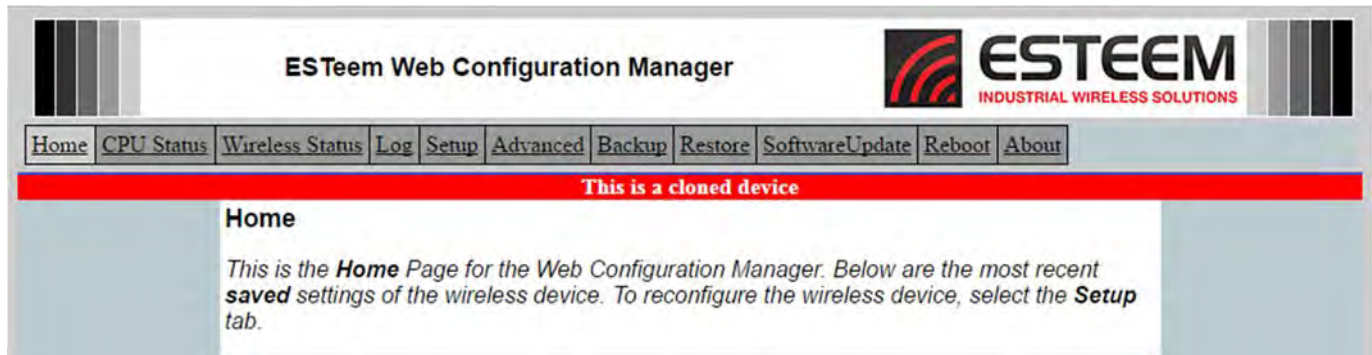 ESTeem Web Configuration Manager
ESTEEM
INDUSTRIAL WIRELESS SOLUTIONS
Home CPU Status Wireless Status Log Setup Advanced Backup Restore SoftwareUpdate Reboot About
This is a cloned device
Home
This is the Home Page for the Web Configuration Manager. Below are the most recent
saved settings of the wireless device. To reconfigure the wireless device, select the Setup
tab.